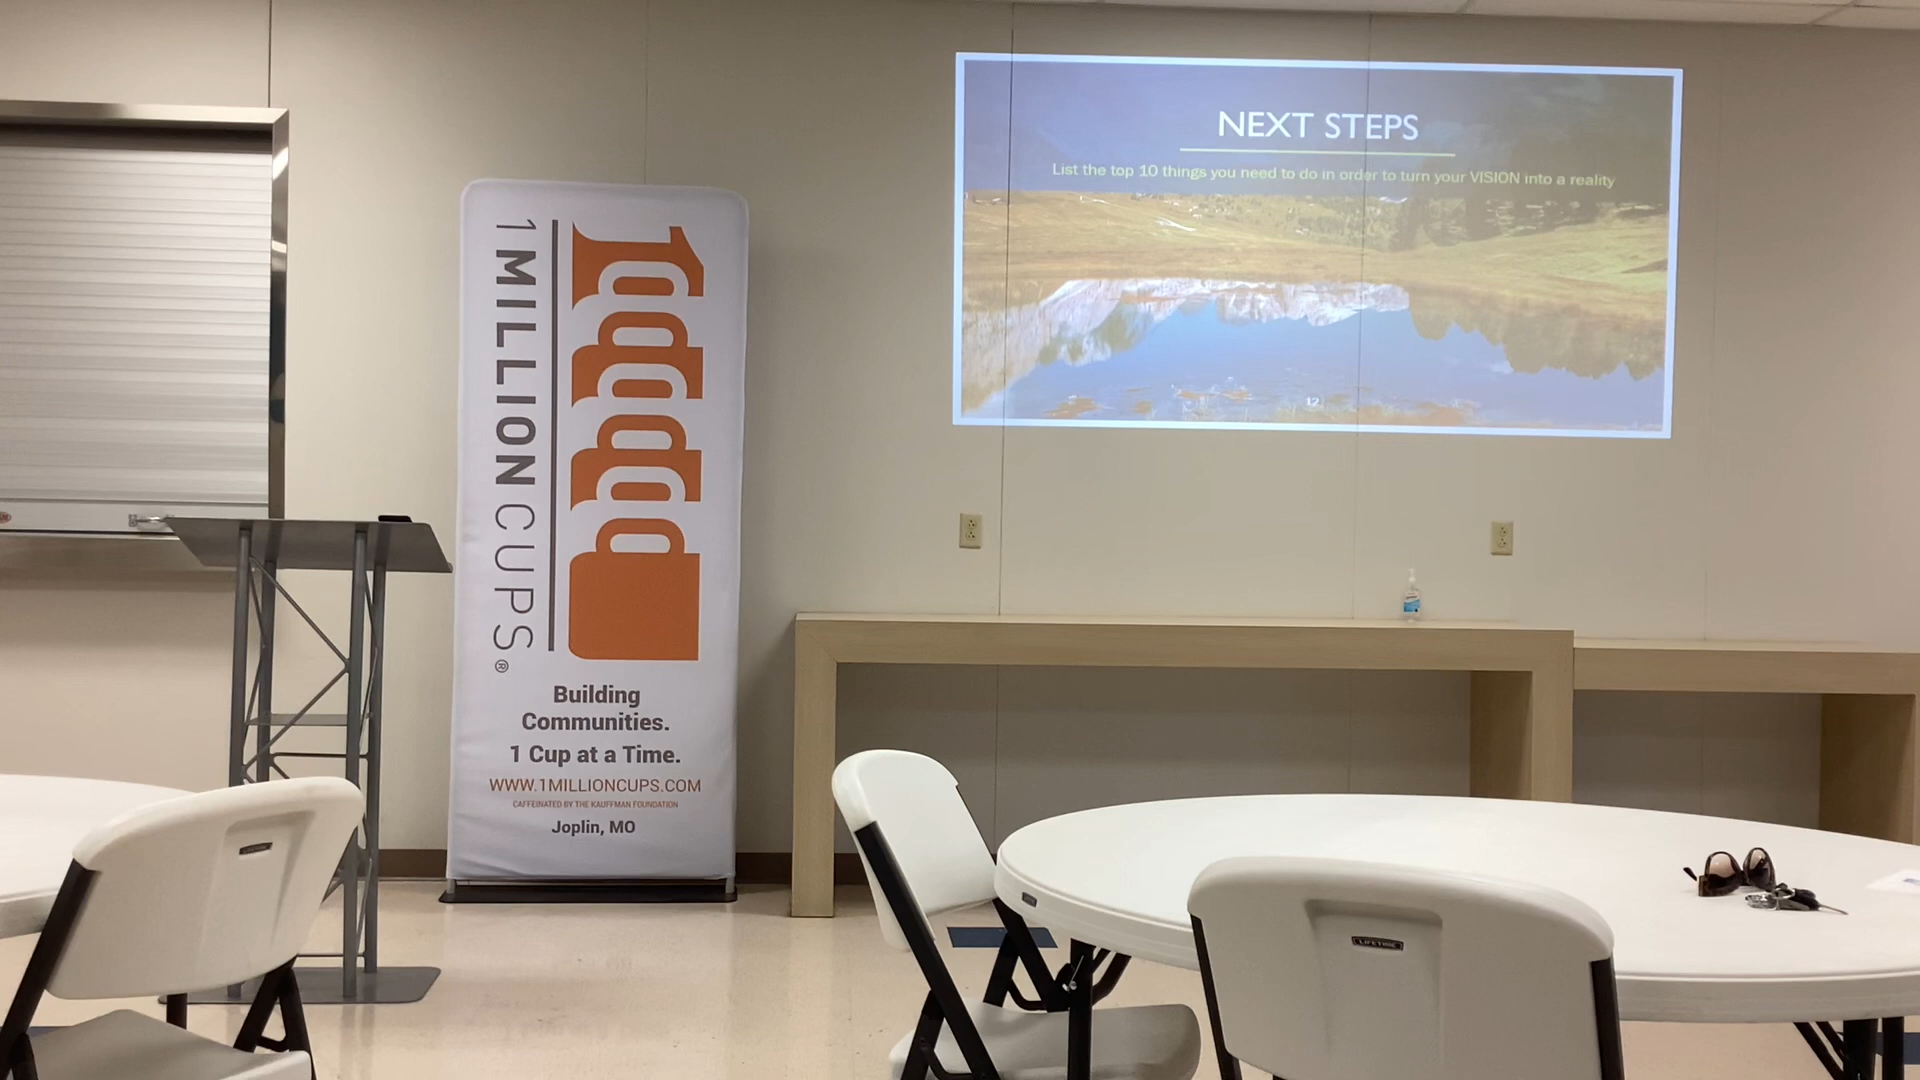 1 MILLION CUPS®
Building
Communities.
1 Cup at a Time.
WWW.1MILLIONCUPS.COM
CAFFEINATED BY THE KAUFFMAN FOUNDATION
Joplin, MO
NEXT STEPS
List the top 10 things you need to do in order to turn your VISION into a reality
12
LIFETIME
LIFETIME